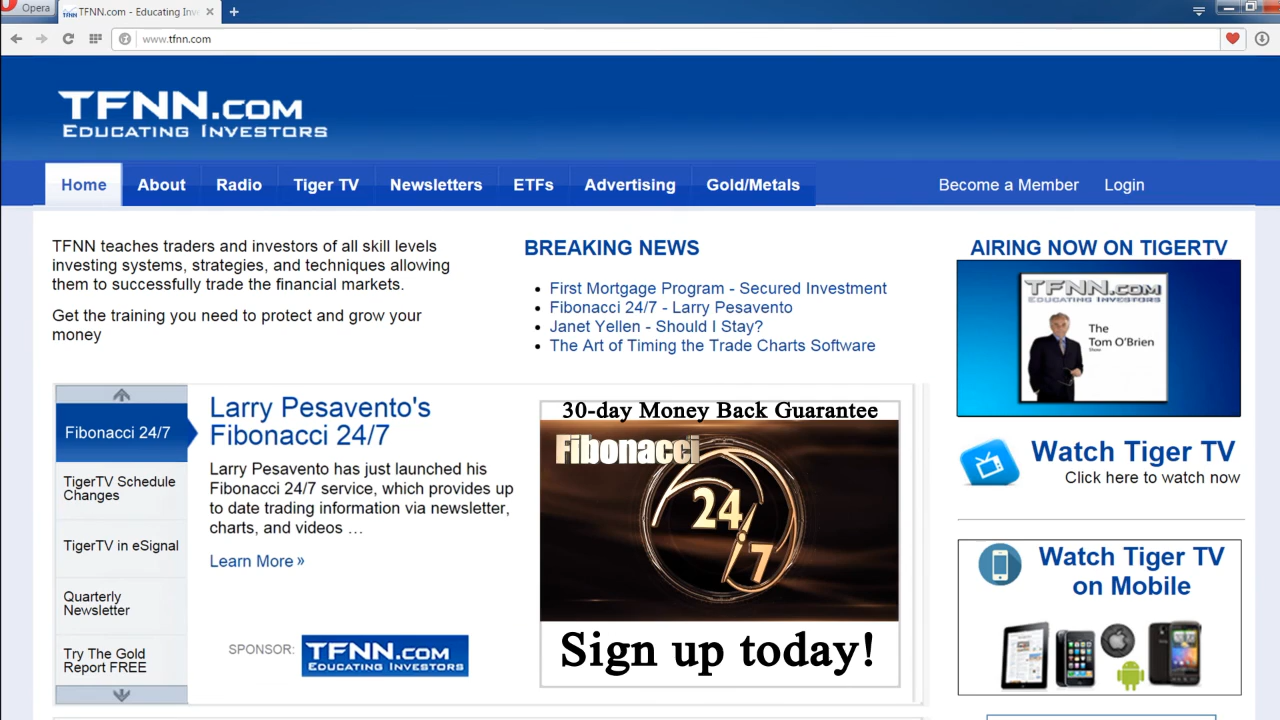 Opera
TFNN.com - Educating Inv
www.tfnn.com
TFNN.COM
EDUCATING INVESTORS
Home
About
Radio
Tiger TV
Newsletters
ETFs
Advertising
Gold/Metals
Become a Member
Login
TFNN teaches traders and investors of all skill levels
investing systems, strategies, and techniques allowing
them to successfully trade the financial markets.
Get the training you need to protect and grow your
money
BREAKING NEWS
First Mortgage Program - Secured Investment
Fibonacci 24/7 - Larry Pesavento
Janet Yellen - Should I Stay?
The Art of Timing the Trade Charts Software
AIRING NOW ON TIGERTV
TFNN.COM
EDUCATING INVESTORS
The
Tom O'Brien
Show
Watch Tiger TV
Click here to watch now
Watch Tiger TV
on Mobile
Fibonacci 24/7
TigerTV Schedule
Changes
TigerTV in eSignal
Quarterly
Newsletter
Try The Gold
Report FREE
Larry Pesavento's
Fibonacci 24/7
Larry Pesavento has just launched his
Fibonacci 24/7 service, which provides up
to date trading information via newsletter,
charts, and videos …
Learn More »
SPONSOR:
TFNN.COM
EDUCATING INVESTORS
30-day Money Back Guarantee
Fibonacci
24
7
Sign up today!